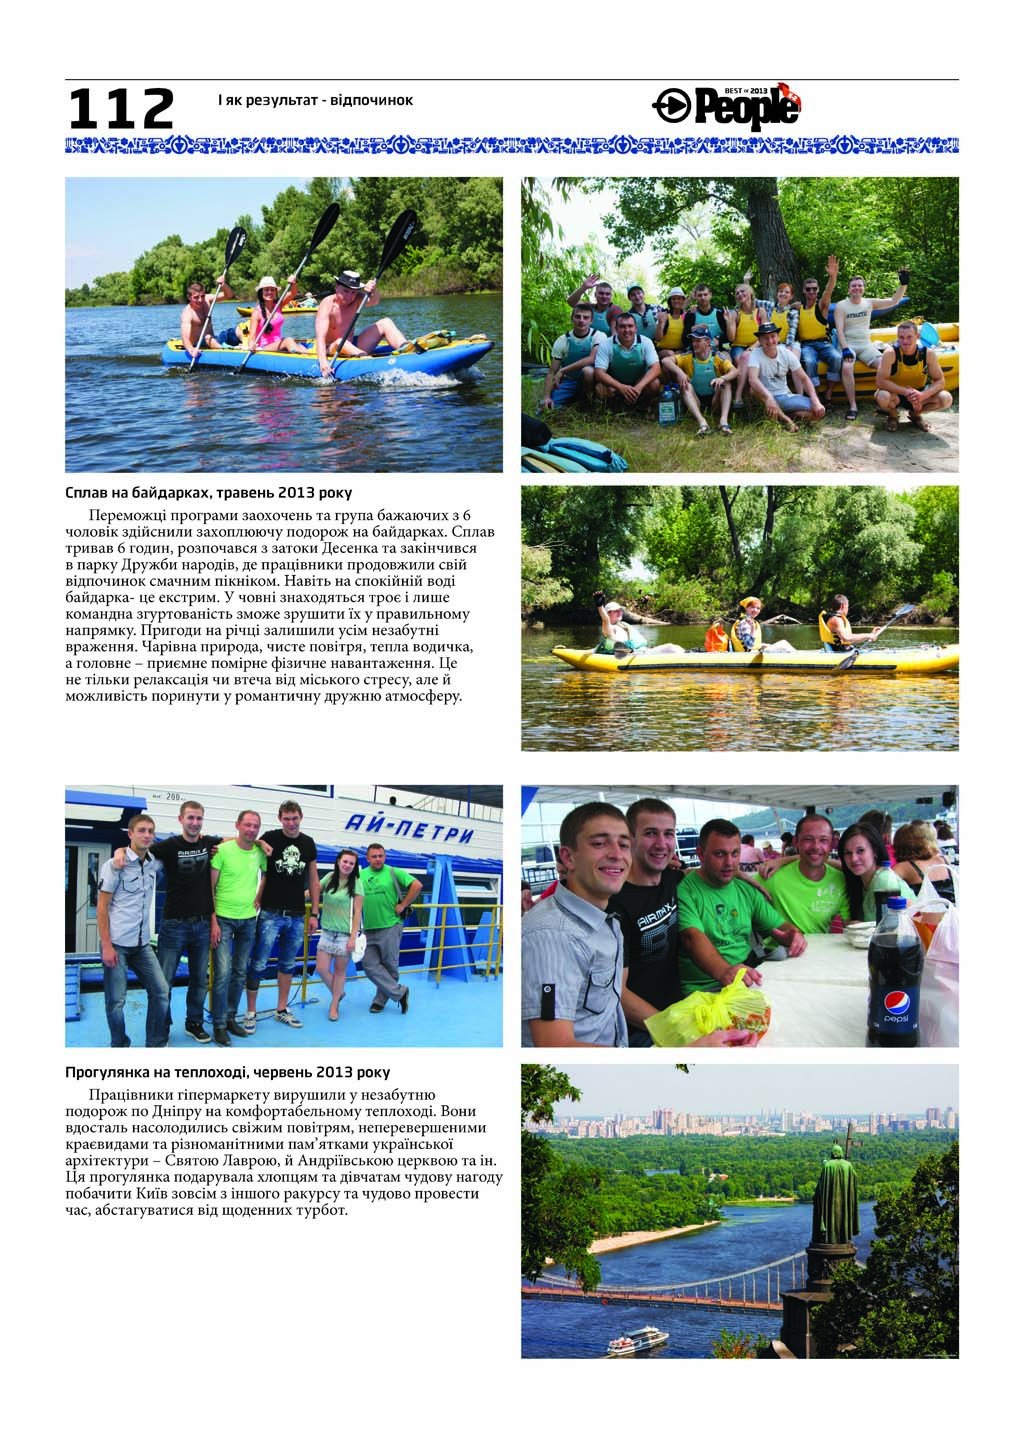 112
І як результат - відпочинок
BEST OF 2013
People
Сплав на байдарках, травень 2013 року
Переможці програми заохочень та група бажаючих з 6
чоловік здійснили захоплюючу подорож на байдарках. Сплав
тривав 6 годин, розпочався з затоки Десенка та закінчився
в парку Дружби народів, де працівники продовжили свій
відпочинок смачним пікніком. Навіть на спокійній воді
байдарка- це екстрим. У човні знаходяться троє і лише
командна згуртованість зможе зрушити їх у правильному
напрямку. Пригоди на річці залишили усім незабутні
враження. Чарівна природа, чисте повітря, тепла водичка,
а головне – приємне помірне фізичне навантаження. Це
не тільки релаксація чи втеча від міського стресу, але й
можливість поринути у романтичну дружню атмосферу.
200
АЙ-ПЕТРИ
AIRMAX
AIRMAX
pepsi
Прогулянка на теплоході, червень 2013 року
Працівники гіпермаркету вирушили у незабутню
подорож по Дніпру на комфортабельному теплоході. Вони
вдосталь насолодились свіжим повітрям, неперевершеними
краєвидами та різноманітними пам’ятками української
архітектури – Святою Лаврою, й Андріївською церквою та ін.
Ця прогулянка подарувала хлопцям та дівчатам чудову нагоду
побачити Київ зовсім з іншого ракурсу та чудово провести
час, абстагуватися від щоденних турбот.